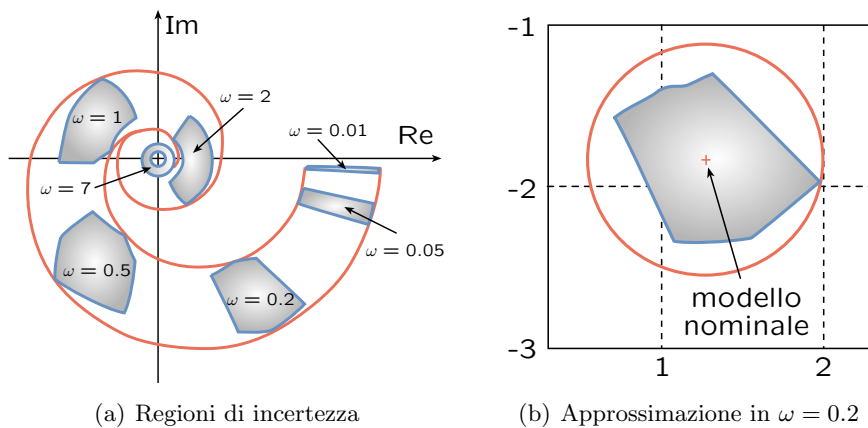 Im
Re
ω = 1
ω = 2
ω = 0.01
ω = 7
ω = 0.05
ω = 0.5
ω = 0.2
(a) Regioni di incertezza
-1
-2
-3
1
2
modello
nominale
(b) Approssimazione in ω = 0.2